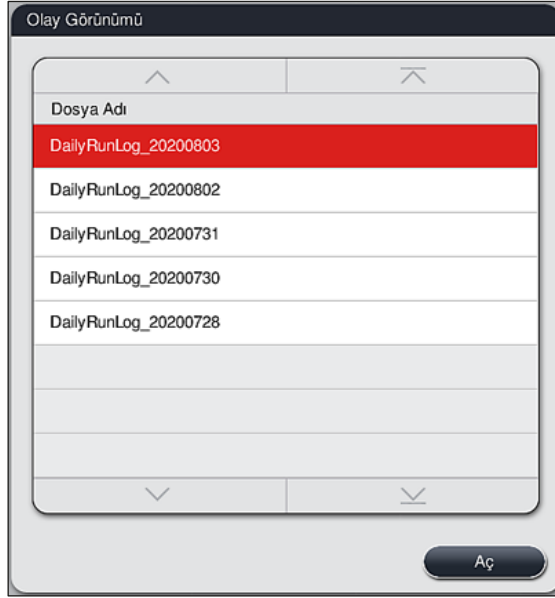 Olay Görünümü
Dosya Adı
DailyRunLog_20200803
DailyRunLog_20200802
DailyRunLog_20200731
DailyRunLog_20200730
DailyRunLog_20200728
Aç